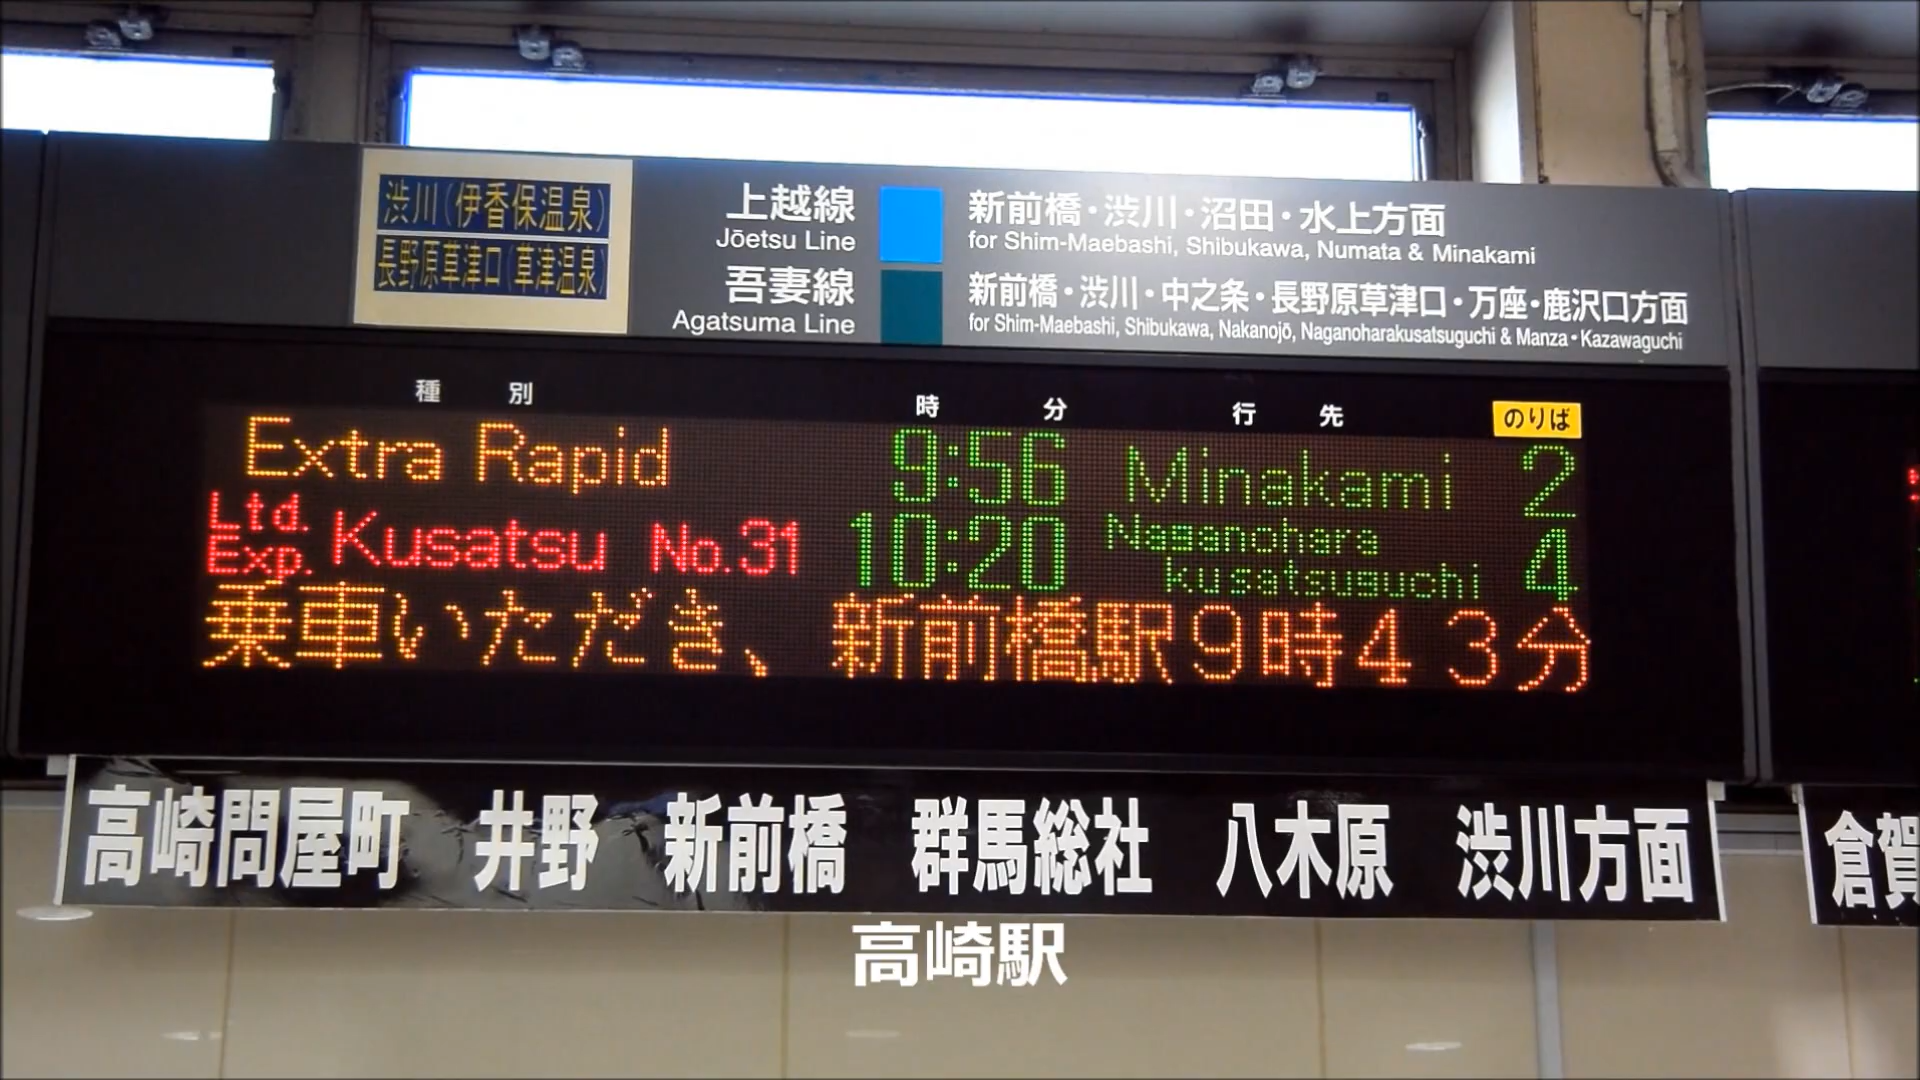 渋川(伊香保温泉)
長野原草津口(草津温泉)
上越線
Jōetsu Line
新前橋・渋川・沼田・水上方面
for Shim-Maebashi, Shibukawa, Numata & Minakami
吾妻線
Agatsuma Line
新前橋・渋川・中之条・長野原草津口・万座・鹿沢口方面
for Shim-Maebashi, Shibukawa, Nakanojō, Naganoharakusatsuguchi & Manza・Kazawaguchi
種別 時分 行先 のりば
Extra Rapid 9:56 Minakami 2
Ltd. Exp. Kusatsu No.31 10:20 Naganohara kusatsuguchi 4
乗車いただき、新前橋駅9時43分
高崎問屋町 井野 新前橋 群馬総社 八木原 渋川方面
倉賀
高崎駅